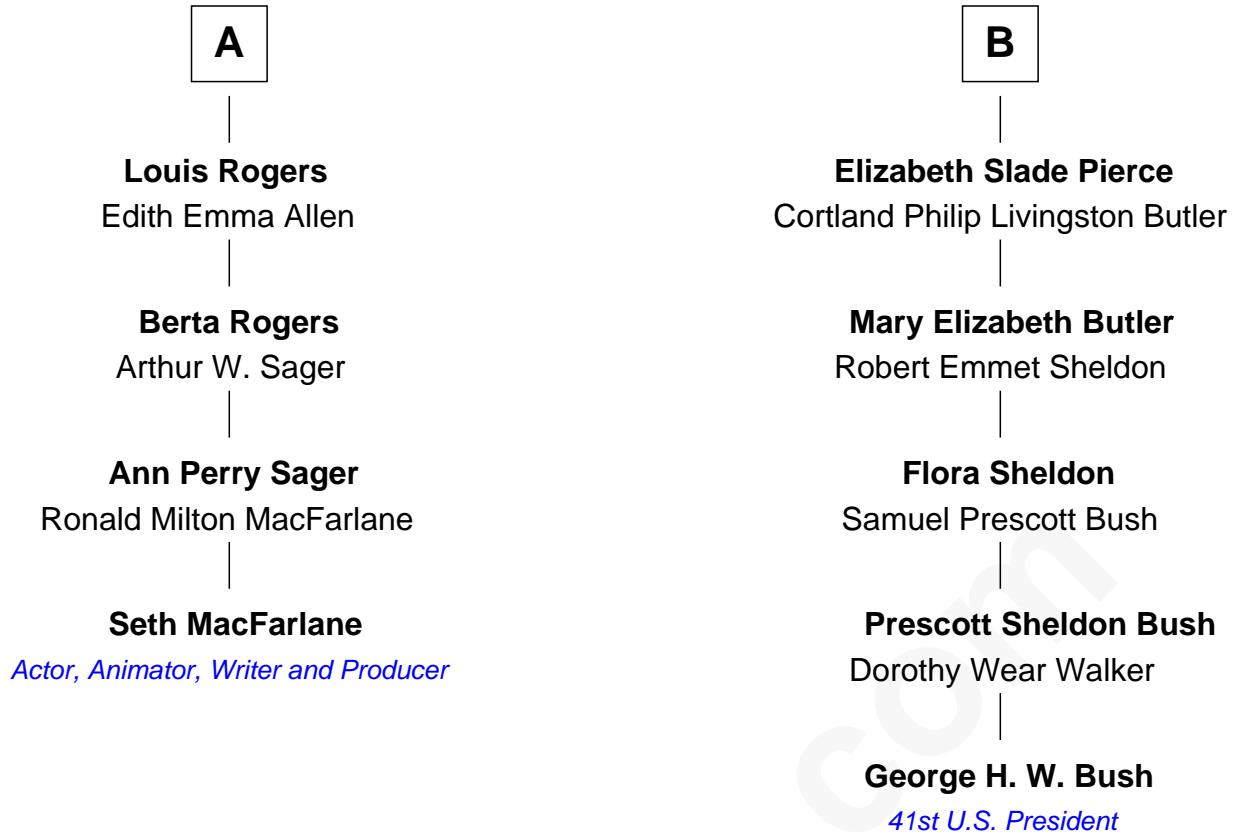 A
Louis Rogers
Edith Emma Allen
Berta Rogers
Arthur W. Sager
Ann Perry Sager
Ronald Milton MacFarlane
Seth MacFarlane
Actor, Animator, Writer and Producer
B
Elizabeth Slade Pierce
Cortland Philip Livingston Butler
Mary Elizabeth Butler
Robert Emmet Sheldon
Flora Sheldon
Samuel Prescott Bush
Prescott Sheldon Bush
Dorothy Wear Walker
George H. W. Bush
41st U.S. President
com